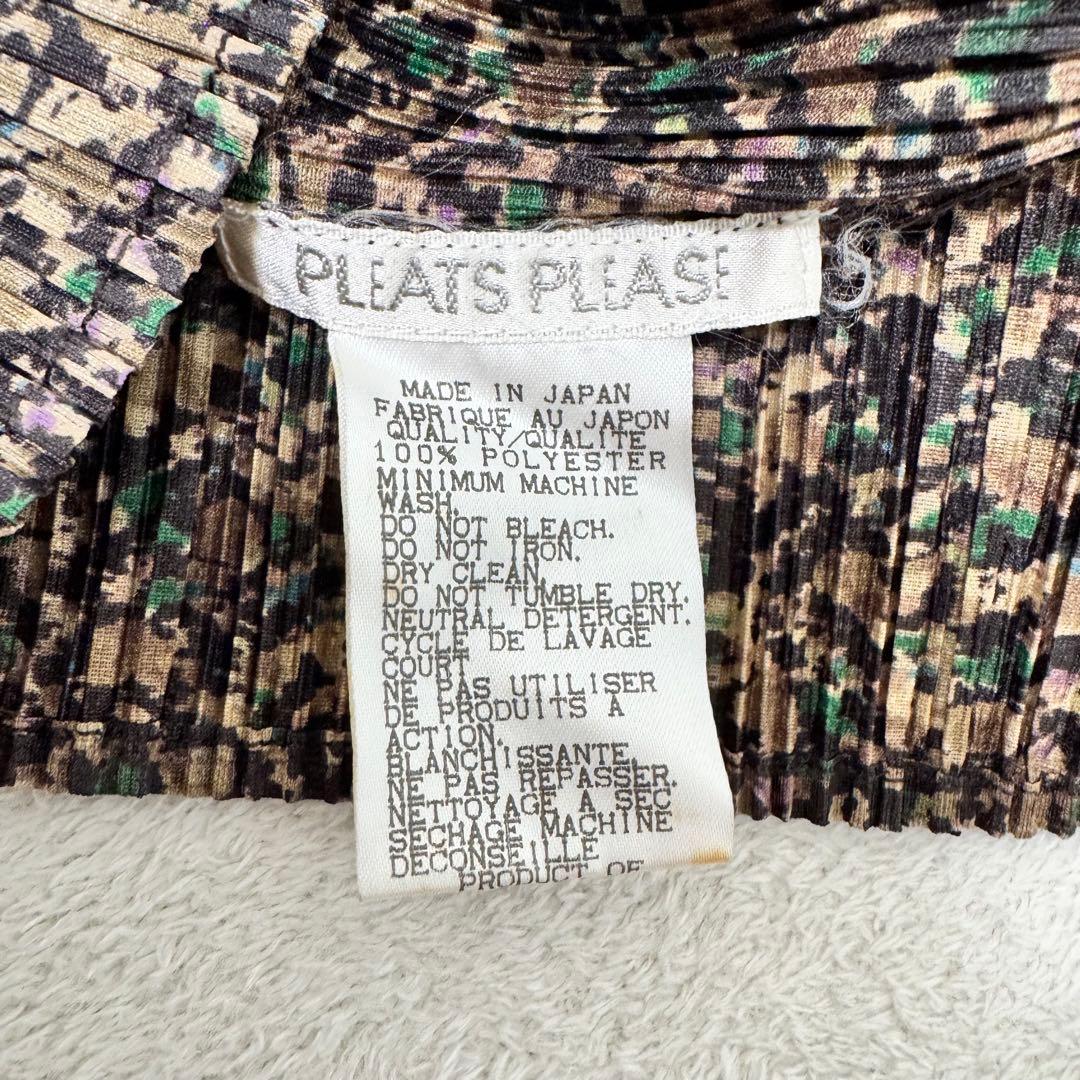 PLEATS PLEASE
MADE IN JAPAN
FABRIQUE AU JAPON
QUALITY/QUALITE
100% POLYESTER
MINIMUM MACHINE
WASH.
DO NOT BLEACH.
DO NOT IRON.
DRY CLEAN.
DO NOT TUMBLE DRY.
NEUTRAL DETERGENT.
CYCLE DE LAVAGE
COURT
NE PAS UTILISER
DE PRODUITS A
ACTION.
BLANCHISSANTE.
NE PAS REPASSER.
NETTOYAGE A SEC
SECHAGE MACHINE
DECONSEILLE
PRODUCT OF